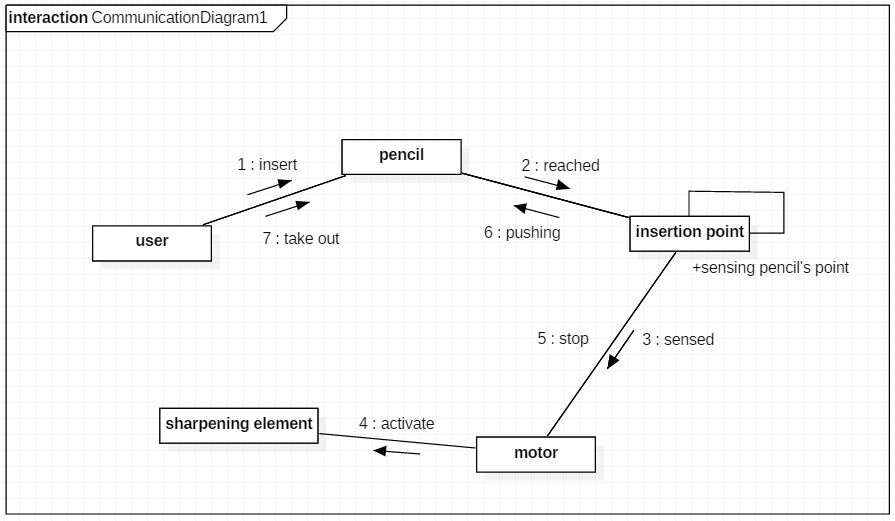 interaction CommunicationDiagram1
pencil
1 : insert
2 : reached
user
7 : take out
6 : pushing
insertion point
+sensing pencil's point
5 : stop
3 : sensed
sharpening element
4 : activate
motor